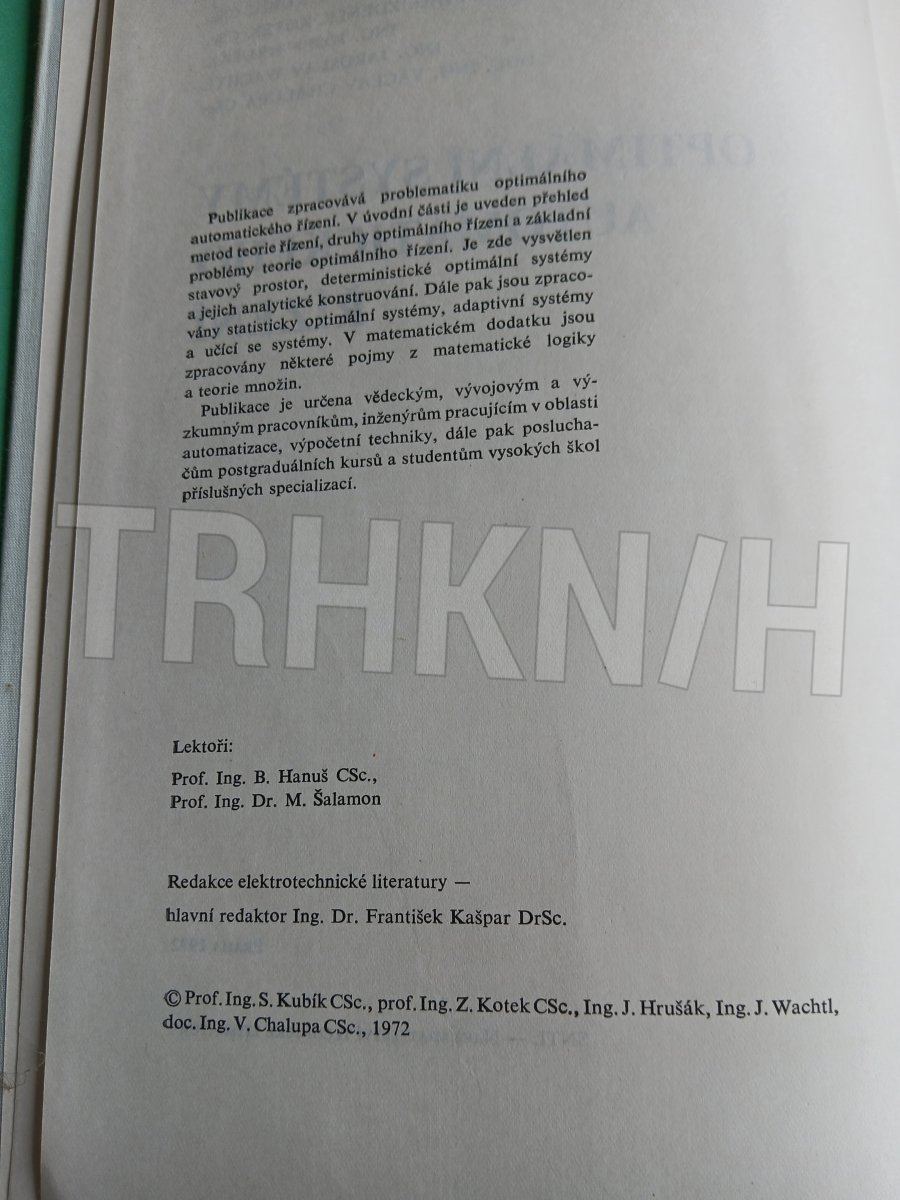 Publikace zpracovává problematiku optimálního
automatického řízení. V úvodní části je uveden přehled
metod teorie řízení, druhy optimálního řízení a základní
problémy teorie optimálního řízení. Je zde vysvětlen
stavový prostor, deterministické optimální systémy
a jejich analytické konstruování. Dále pak jsou zpraco-
vány statisticky optimální systémy, adaptivní systémy
a učící se systémy. V matematickém dodatku jsou
zpracovány některé pojmy z matematické logiky
a teorie množin.
Publikace je určena vědeckým, vývojovým a vý-
zkumným pracovníkům, inženýrům pracujícím v oblasti
automatizace, výpočetní techniky, dále pak poslucha-
čům postgraduálních kursů a studentům vysokých škol
příslušných specializací.
TRHKNIH
Lektoři:
Prof. Ing. B. Hanuš CSc.,
Prof. Ing. Dr. M. Šalamon
Redakce elektrotechnické literatury —
hlavní redaktor Ing. Dr. František Kašpar DrSc.
© Prof. Ing. S. Kubík CSc., prof. Ing. Z. Kotek CSc., Ing. J. Hrušák, Ing. J. Wachtl,
doc. Ing. V. Chalupa CSc., 1972